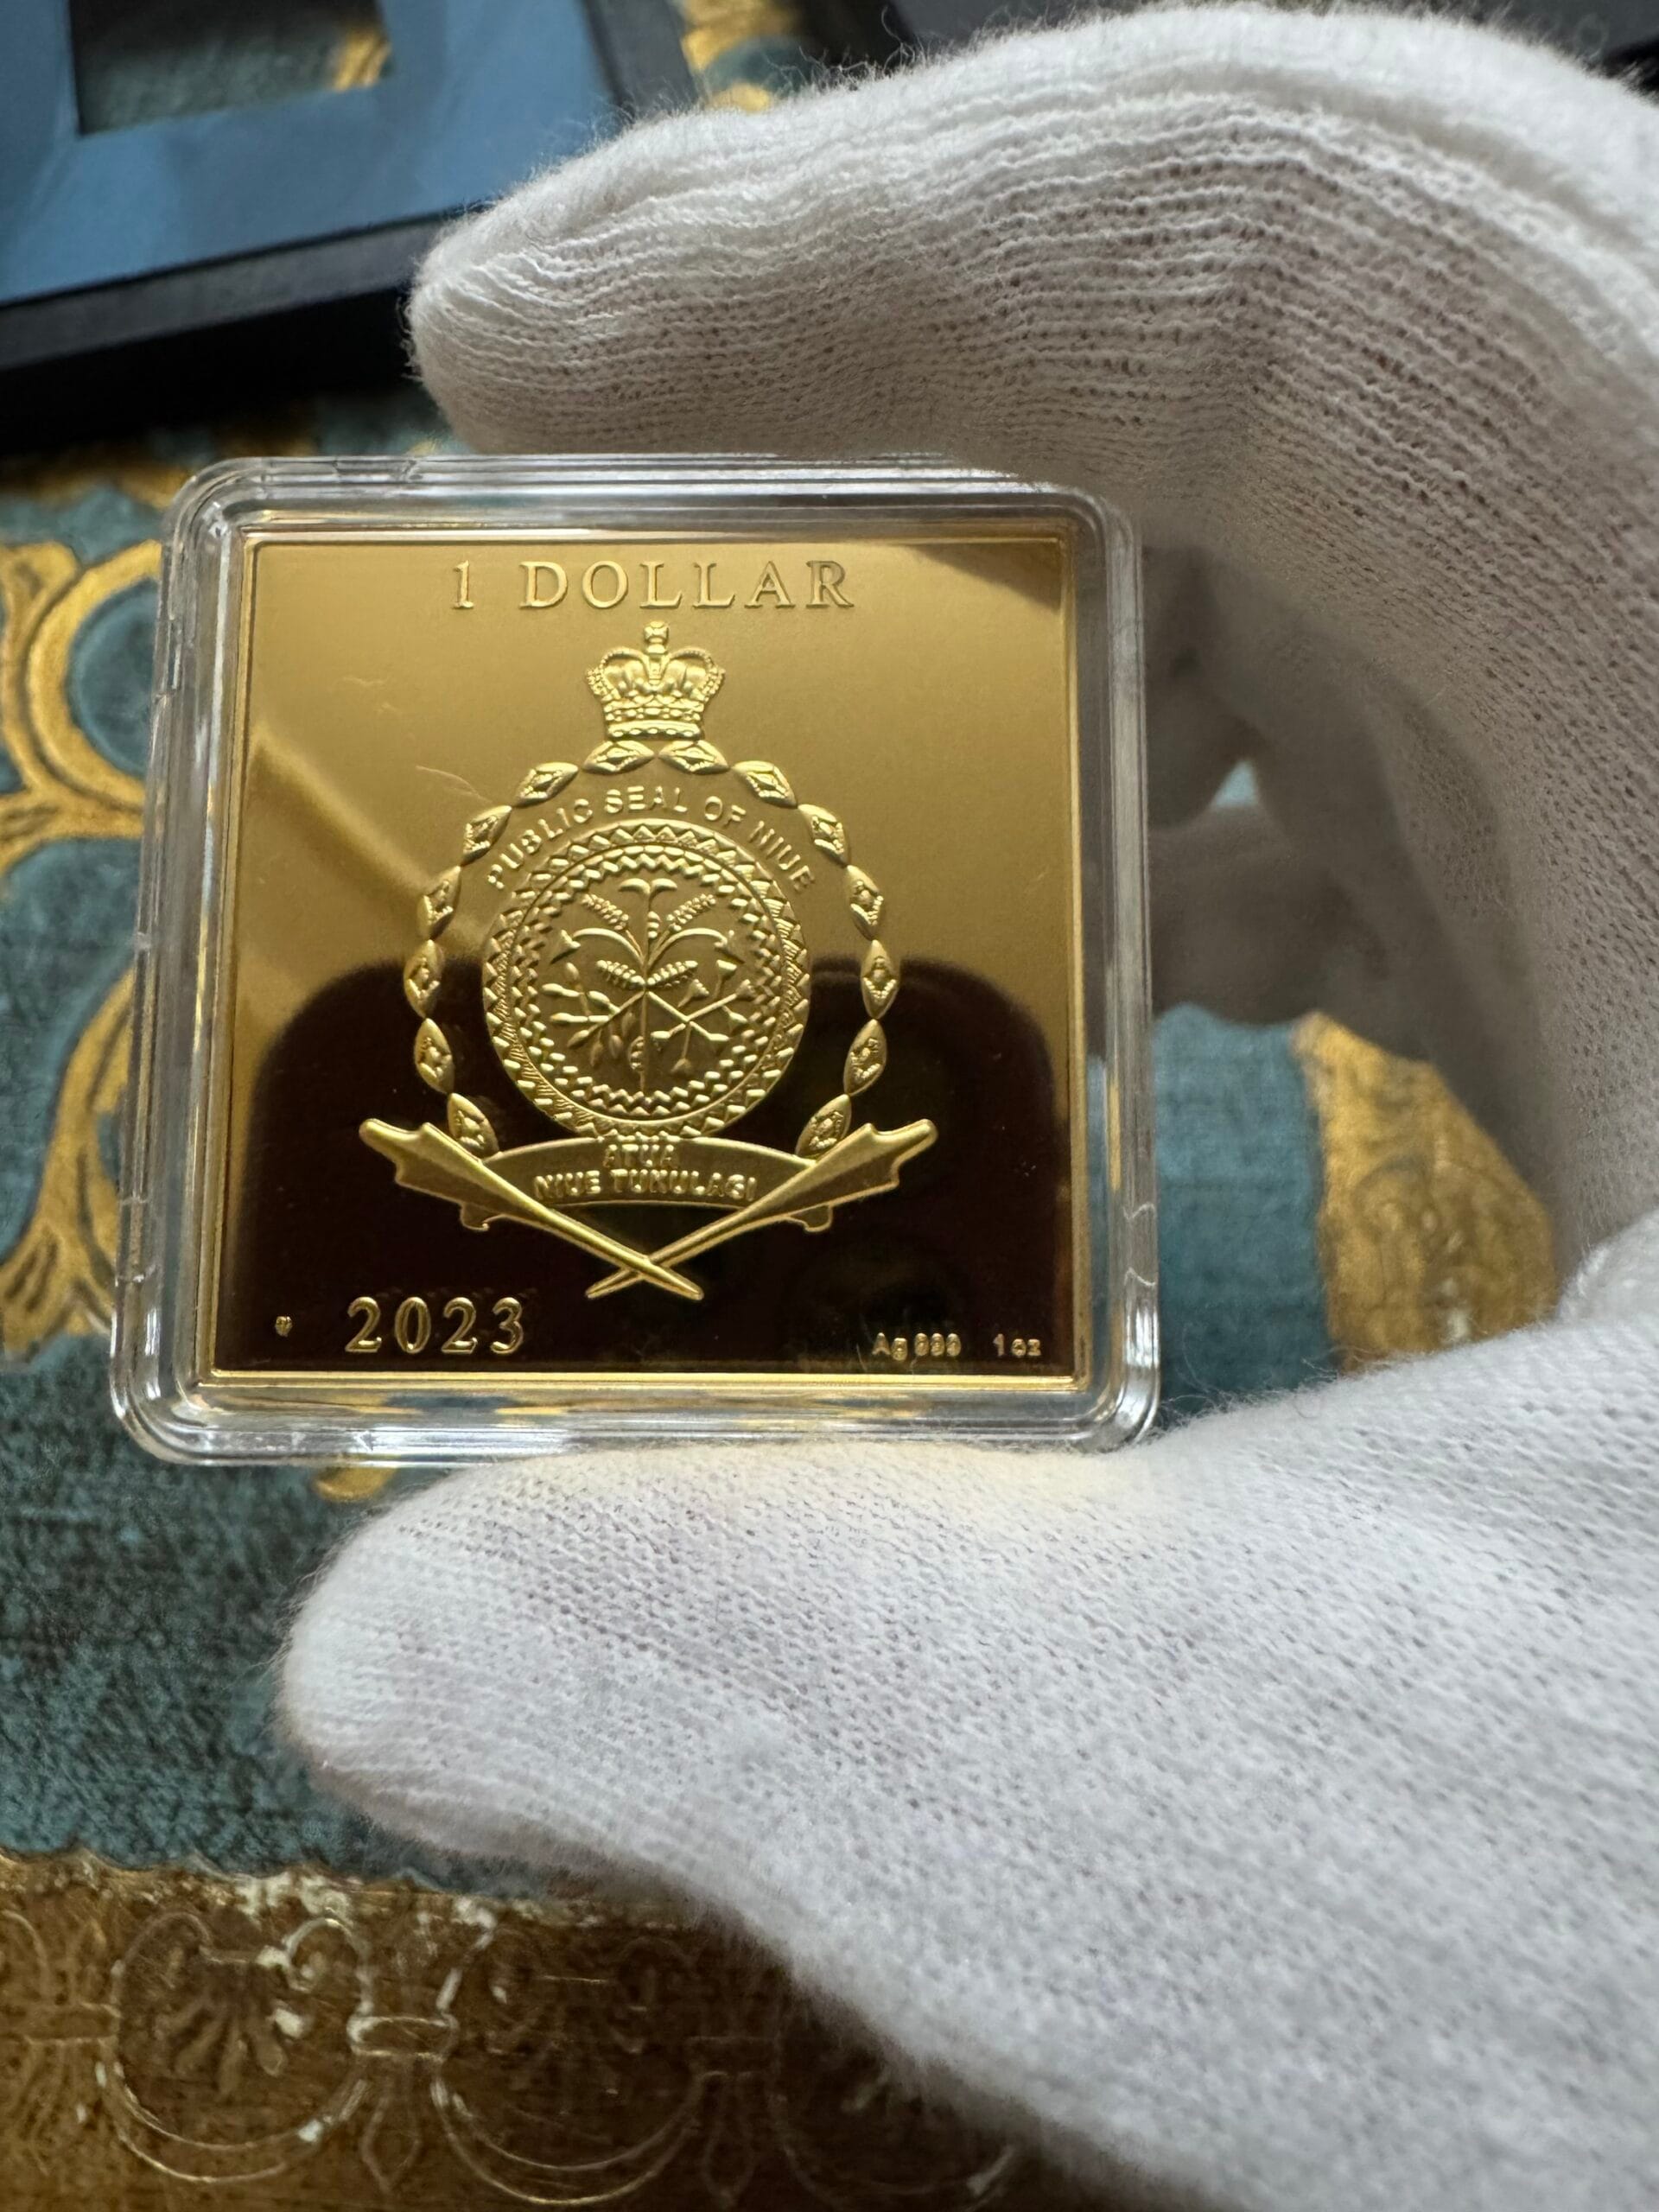 1 DOLLAR
PUBLIC SEAL OF NIUE
ATUA
NIUE TUKULAGI
2023
Ag 999 1 oz